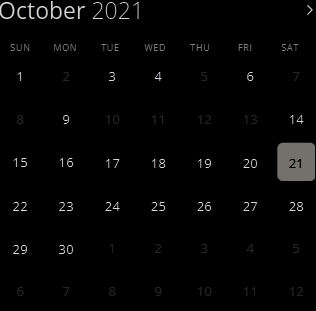 October 2021
SUN MON TUE WED THU FRI SAT
1 2 3 4 5 6 7
8 9 10 11 12 13 14
15 16 17 18 19 20 21
22 23 24 25 26 27 28
29 30 1 2 3 4 5
6 7 8 9 10 11 12